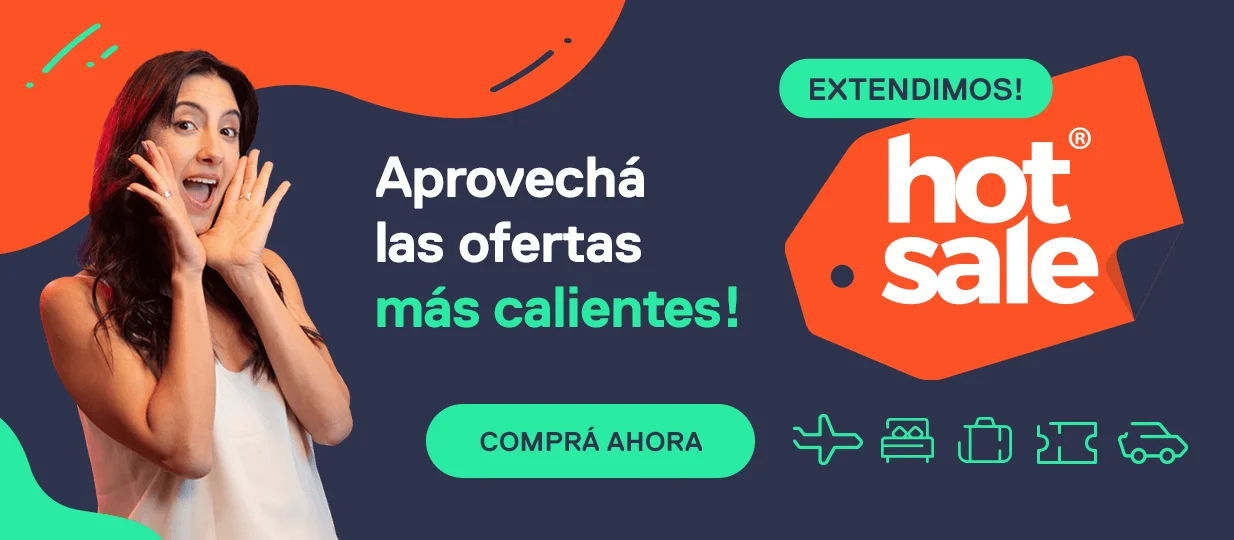 Aprovechá
las ofertas
más calientes!
COMPRÁ AHORA
EXTENDIMOS!
hot®
sale